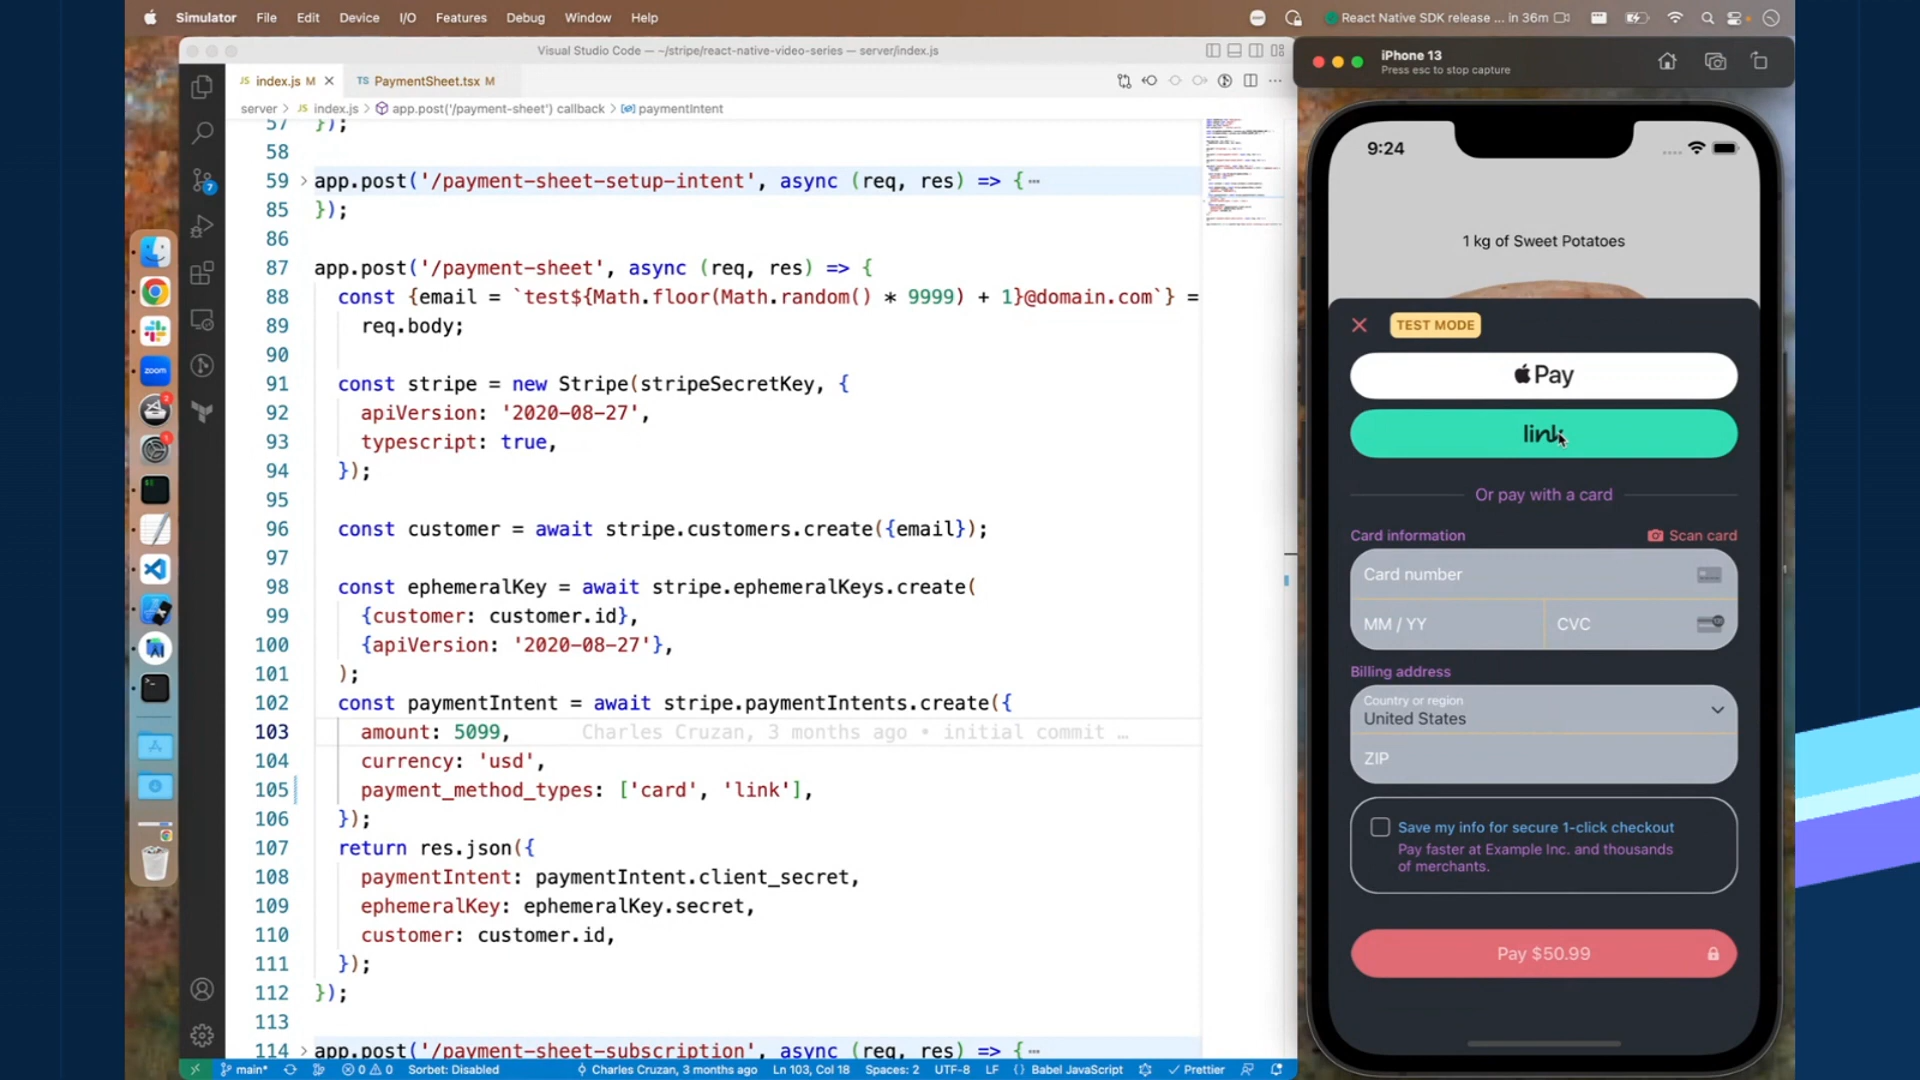 Simulator File Edit Device I/O Features Debug Window Help
React Native SDK release ... in 36m
Visual Studio Code — ~/stripe/react-native-video-series — server/index.js
JS index.js M
TS PaymentSheet.tsx M
server > JS index.js > app.post('/payment-sheet') callback > paymentIntent
57 });
58
59 > app.post('/payment-sheet-setup-intent', async (req, res) => {⋯
85 });
86
87 app.post('/payment-sheet', async (req, res) => {
88 const {email = `test${Math.floor(Math.random() * 9999) + 1}@domain.com`} =
89 req.body;
90
91 const stripe = new Stripe(stripeSecretKey, {
92 apiVersion: '2020-08-27',
93 typescript: true,
94 });
95
96 const customer = await stripe.customers.create({email});
97
98 const ephemeralKey = await stripe.ephemeralKeys.create(
99 {customer: customer.id},
100 {apiVersion: '2020-08-27'},
101 );
102 const paymentIntent = await stripe.paymentIntents.create({
103 amount: 5099, Charles Cruzan, 3 months ago • initial commit …
104 currency: 'usd',
105 payment_method_types: ['card', 'link'],
106 });
107 return res.json({
108 paymentIntent: paymentIntent.client_secret,
109 ephemeralKey: ephemeralKey.secret,
110 customer: customer.id,
111 });
112 });
113
114 > app.post('/payment-sheet-subscription', async (req, res) => {⋯
main* 0 0 Sorbet: Disabled Charles Cruzan, 3 months ago Ln 103, Col 18 Spaces: 2 UTF-8 LF {} Babel JavaScript Prettier
zoom
7
iPhone 13
Press esc to stop capture
9:24
1 kg of Sweet Potatoes
TEST MODE
Pay
link
Or pay with a card
Card information
Scan card
Card number
MM / YY
CVC
Billing address
Country or region
United States
ZIP
Save my info for secure 1-click checkout
Pay faster at Example Inc. and thousands
of merchants.
Pay $50.99